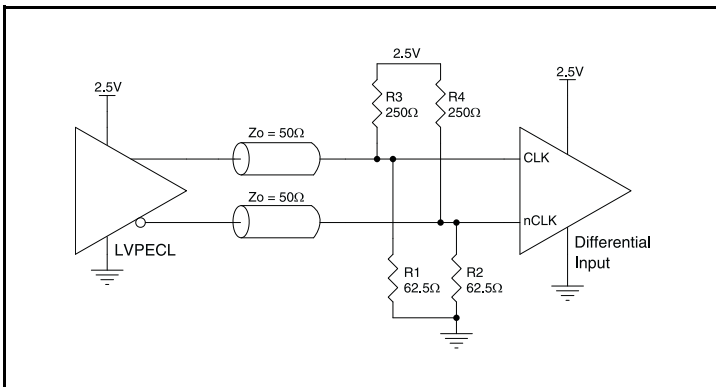 2.5V
2.5V
2.5V
R3
250Ω
R4
250Ω
Zo = 50Ω
CLK
Zo = 50Ω
nCLK
LVPECL
Differential
Input
R1
62.5Ω
R2
62.5Ω